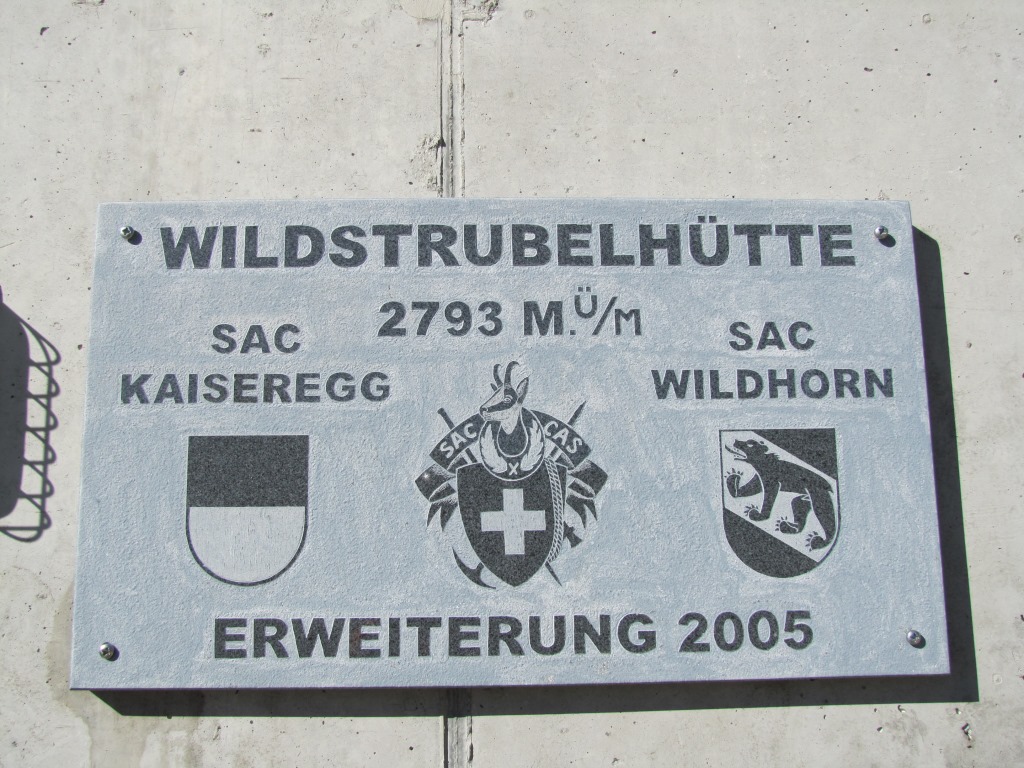 WILDSTRUBELHÜTTE
2793 M.Ü/M
SAC
KAISEREGG
SAC
WILDHORN
SAC CAS
ERWEITERUNG 2005